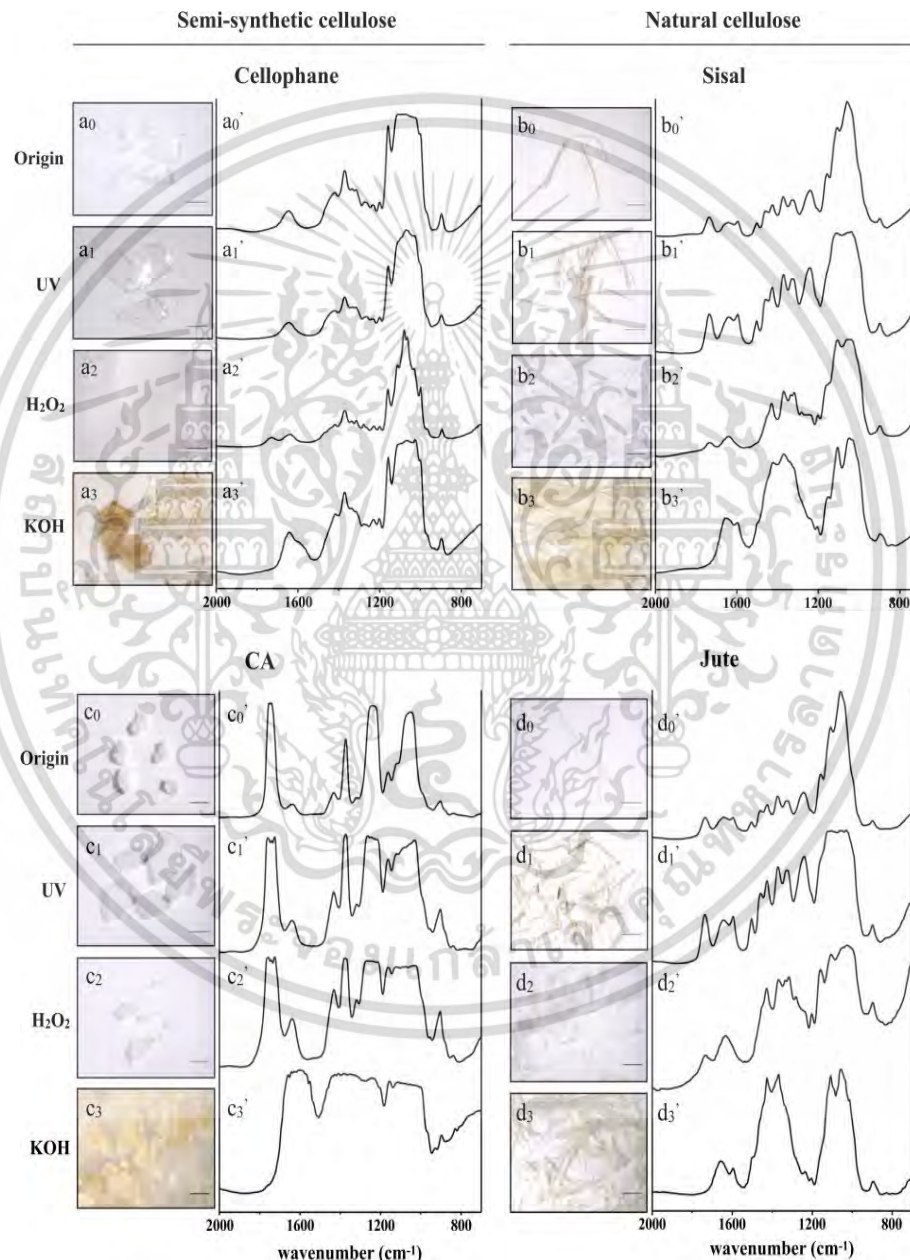 Semi-synthetic cellulose
Natural cellulose
Cellophane
Sisal
Origin
a0
a0'
b0
b0'
UV
a1
a1'
b1
b1'
H2O2
a2
a2'
b2
b2'
KOH
a3
a3'
b3
b3'
2000 1600 1200 800
2000 1600 1200 800
CA
Jute
Origin
c0
c0'
d0
d0'
UV
c1
c1'
d1
d1'
H2O2
c2
c2'
d2
d2'
KOH
c3
c3'
d3
d3'
2000 1600 1200 800
2000 1600 1200 800
wavenumber (cm-1)
wavenumber (cm-1)